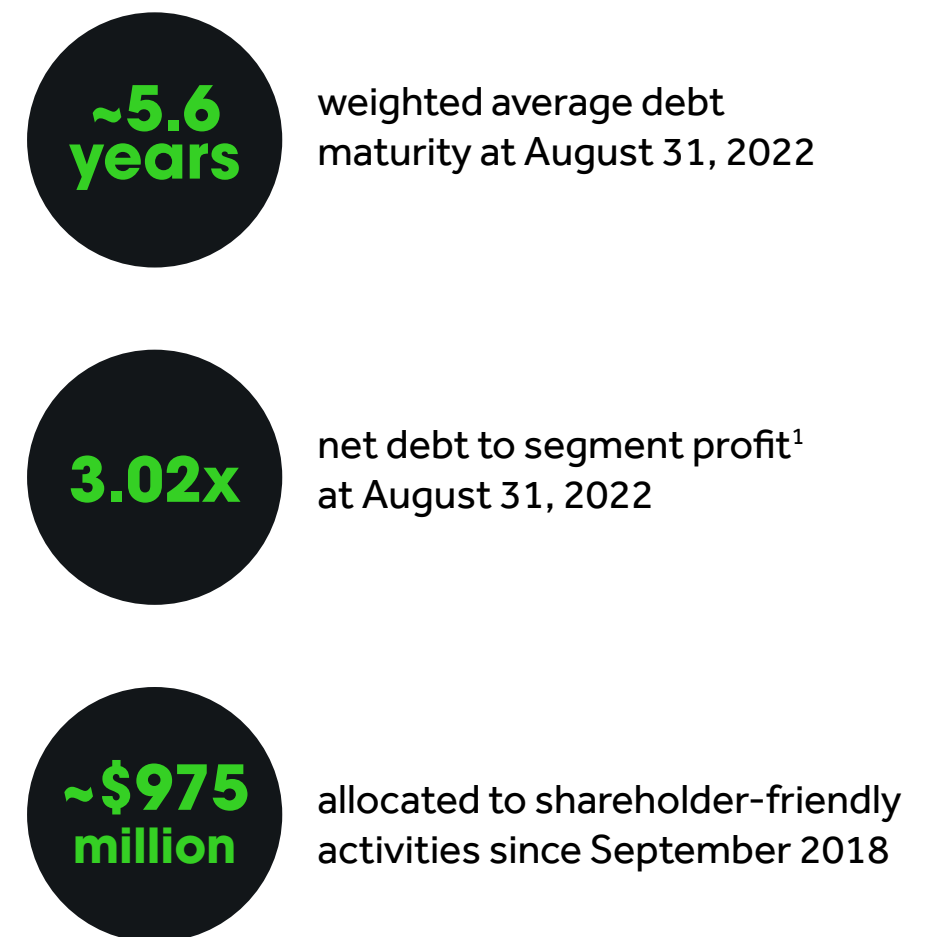 ~5.6
years
weighted average debt
maturity at August 31, 2022
3.02x
net debt to segment profit¹
at August 31, 2022
~$975
million
allocated to shareholder-friendly
activities since September 2018